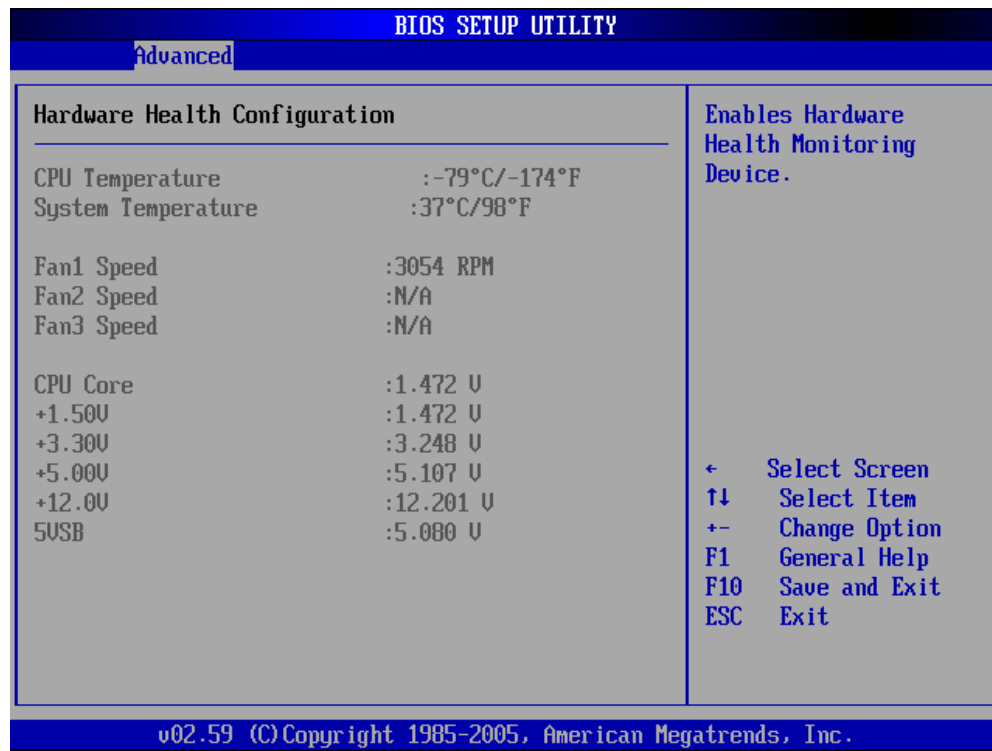 BIOS SETUP UTILITY
Advanced
Hardware Health Configuration
CPU Temperature :-79°C/-174°F
System Temperature :37°C/98°F
Fan1 Speed :3054 RPM
Fan2 Speed :N/A
Fan3 Speed :N/A
CPU Core :1.472 V
+1.50V :1.472 V
+3.30V :3.248 V
+5.00V :5.107 V
+12.0V :12.201 V
5VSB :5.080 V
Enables Hardware
Health Monitoring
Device.
← Select Screen
↑↓ Select Item
+- Change Option
F1 General Help
F10 Save and Exit
ESC Exit
v02.59 (C)Copyright 1985-2005, American Megatrends, Inc.